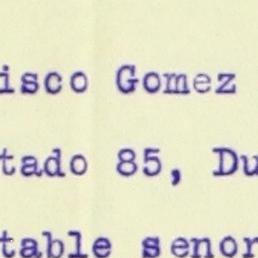 isco Gomez
tado 85, Du
table senor